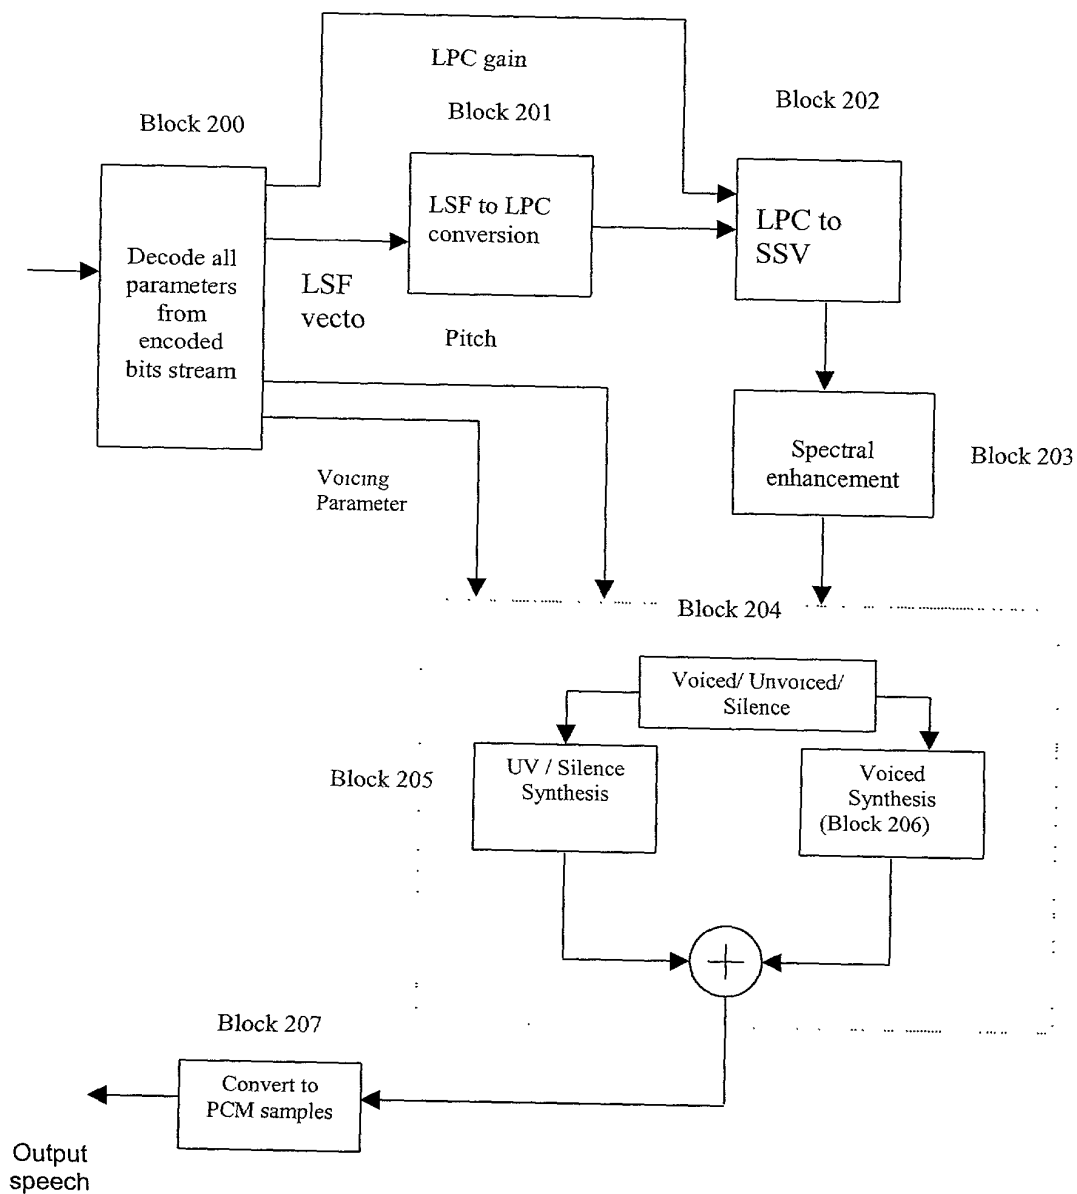 LPC gain
Block 202
Block 201
Block 200
LSF to LPC
conversion
LPC to
SSV
Decode all
parameters
from
encoded
bits stream
LSF
vecto
Pitch
Spectral
enhancement
Block 203
Voicing
Parameter
Block 204
Voiced/ Unvoiced/
Silence
Block 205
UV / Silence
Synthesis
Voiced
Synthesis
(Block 206)
+
Block 207
Convert to
PCM samples
Output
speech